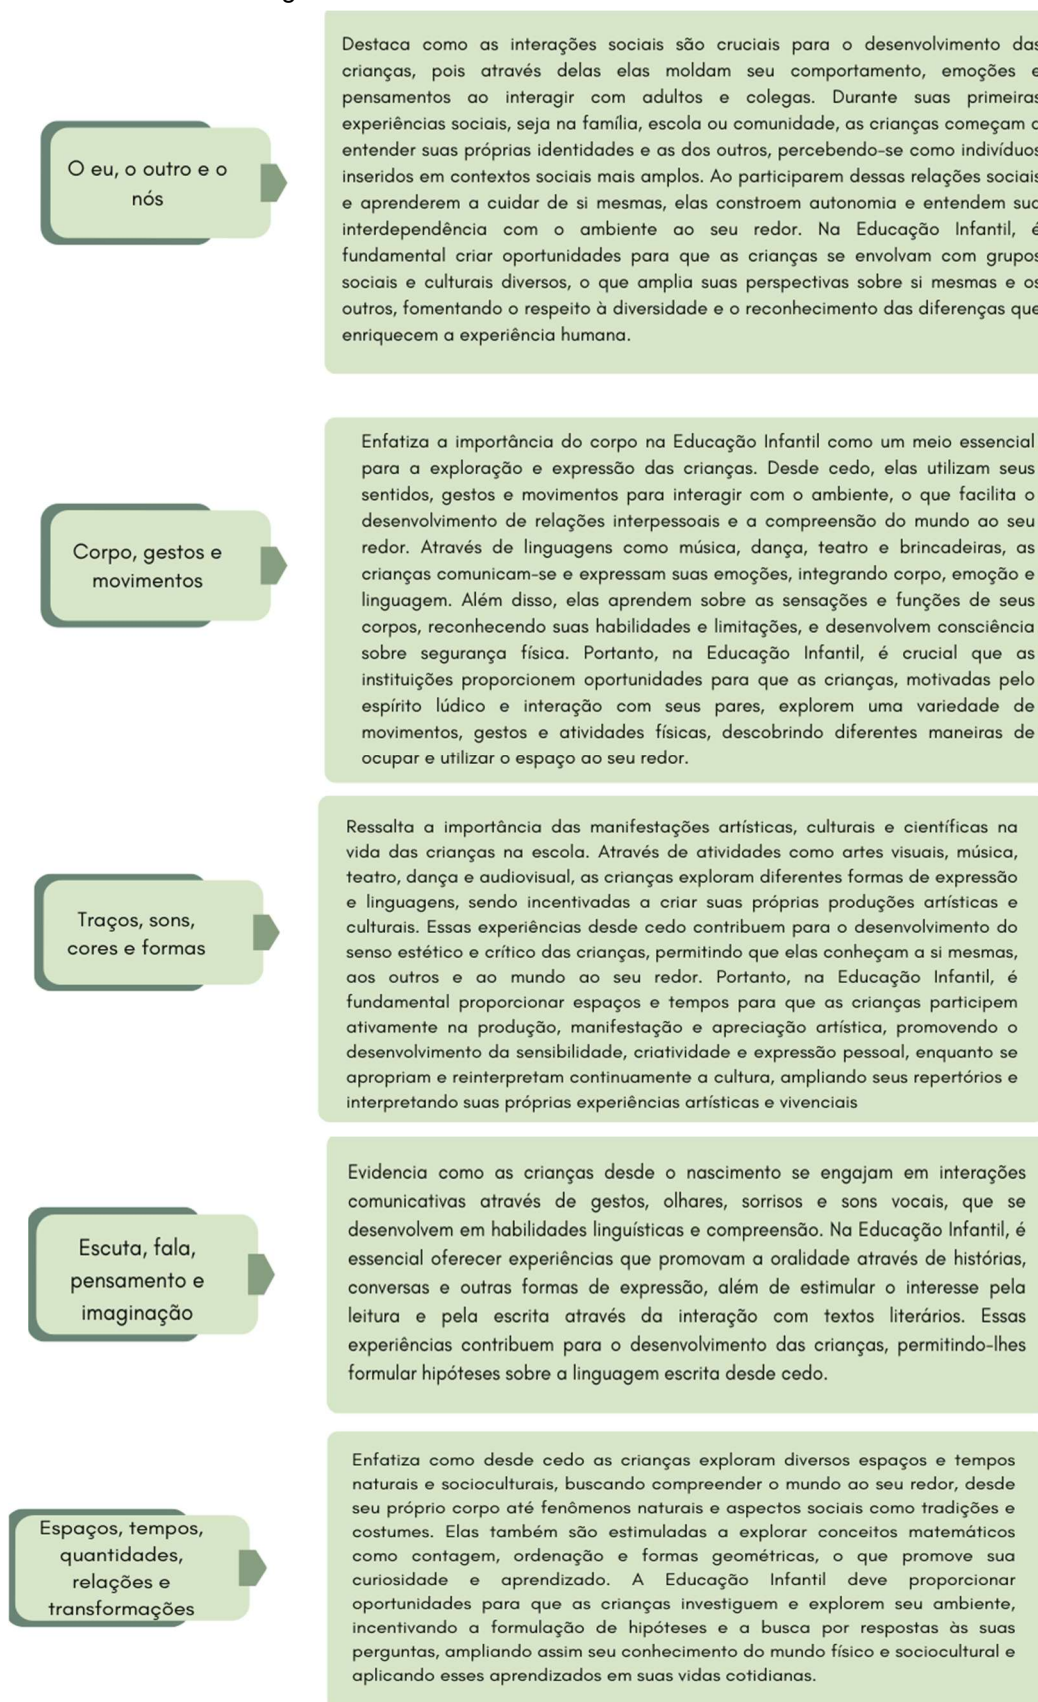 O eu, o outro e o
nós
Destaca como as interações sociais são cruciais para o desenvolvimento das
crianças, pois através delas elas moldam seu comportamento, emoções e
pensamentos ao interagir com adultos e colegas. Durante suas primeiras
experiências sociais, seja na família, escola ou comunidade, as crianças começam a
entender suas próprias identidades e as dos outros, percebendo-se como indivíduos
inseridos em contextos sociais mais amplos. Ao participarem dessas relações sociais
e aprenderem a cuidar de si mesmas, elas constroem autonomia e entendem sua
interdependência com o ambiente ao seu redor. Na Educação Infantil, é
fundamental criar oportunidades para que as crianças se envolvam com grupos
sociais e culturais diversos, o que amplia suas perspectivas sobre si mesmas e os
outros, fomentando o respeito à diversidade e o reconhecimento das diferenças que
enriquecem a experiência humana.
Corpo, gestos e
movimentos
Enfatiza a importância do corpo na Educação Infantil como um meio essencial
para a exploração e expressão das crianças. Desde cedo, elas utilizam seus
sentidos, gestos e movimentos para interagir com o ambiente, o que facilita o
desenvolvimento de relações interpessoais e a compreensão do mundo ao seu
redor. Através de linguagens como música, dança, teatro e brincadeiras, as
crianças comunicam-se e expressam suas emoções, integrando corpo, emoção e
linguagem. Além disso, elas aprendem sobre as sensações e funções de seus
corpos, reconhecendo suas habilidades e limitações, e desenvolvem consciência
sobre segurança física. Portanto, na Educação Infantil, é crucial que as
instituições proporcionem oportunidades para que as crianças, motivadas pelo
espírito lúdico e interação com seus pares, explorem uma variedade de
movimentos, gestos e atividades físicas, descobrindo diferentes maneiras de
ocupar e utilizar o espaço ao seu redor.
Traços, sons,
cores e formas
Ressalta a importância das manifestações artísticas, culturais e científicas na
vida das crianças na escola. Através de atividades como artes visuais, música,
teatro, dança e audiovisual, as crianças exploram diferentes formas de expressão
e linguagens, sendo incentivadas a criar suas próprias produções artísticas e
culturais. Essas experiências desde cedo contribuem para o desenvolvimento do
senso estético e crítico das crianças, permitindo que elas conheçam a si mesmas,
aos outros e ao mundo ao seu redor. Portanto, na Educação Infantil, é
fundamental proporcionar espaços e tempos para que as crianças participem
ativamente na produção, manifestação e apreciação artística, promovendo o
desenvolvimento da sensibilidade, criatividade e expressão pessoal, enquanto se
apropriam e reinterpretam continuamente a cultura, ampliando seus repertórios e
interpretando suas próprias experiências artísticas e vivenciais
Escuta, fala,
pensamento e
imaginação
Evidencia como as crianças desde o nascimento se engajam em interações
comunicativas através de gestos, olhares, sorrisos e sons vocais, que se
desenvolvem em habilidades linguísticas e compreensão. Na Educação Infantil, é
essencial oferecer experiências que promovam a oralidade através de histórias,
conversas e outras formas de expressão, além de estimular o interesse pela
leitura e pela escrita através da interação com textos literários. Essas
experiências contribuem para o desenvolvimento das crianças, permitindo-lhes
formular hipóteses sobre a linguagem escrita desde cedo.
Espaços, tempos,
quantidades,
relações e
transformações
Enfatiza como desde cedo as crianças exploram diversos espaços e tempos
naturais e socioculturais, buscando compreender o mundo ao seu redor, desde
seu próprio corpo até fenômenos naturais e aspectos sociais como tradições e
costumes. Elas também são estimuladas a explorar conceitos matemáticos
como contagem, ordenação e formas geométricas, o que promove sua
curiosidade e aprendizado. A Educação Infantil deve proporcionar
oportunidades para que as crianças investiguem e explorem seu ambiente,
incentivando a formulação de hipóteses e a busca por respostas às suas
perguntas, ampliando assim seu conhecimento do mundo físico e sociocultural e
aplicando esses aprendizados em suas vidas cotidianas.